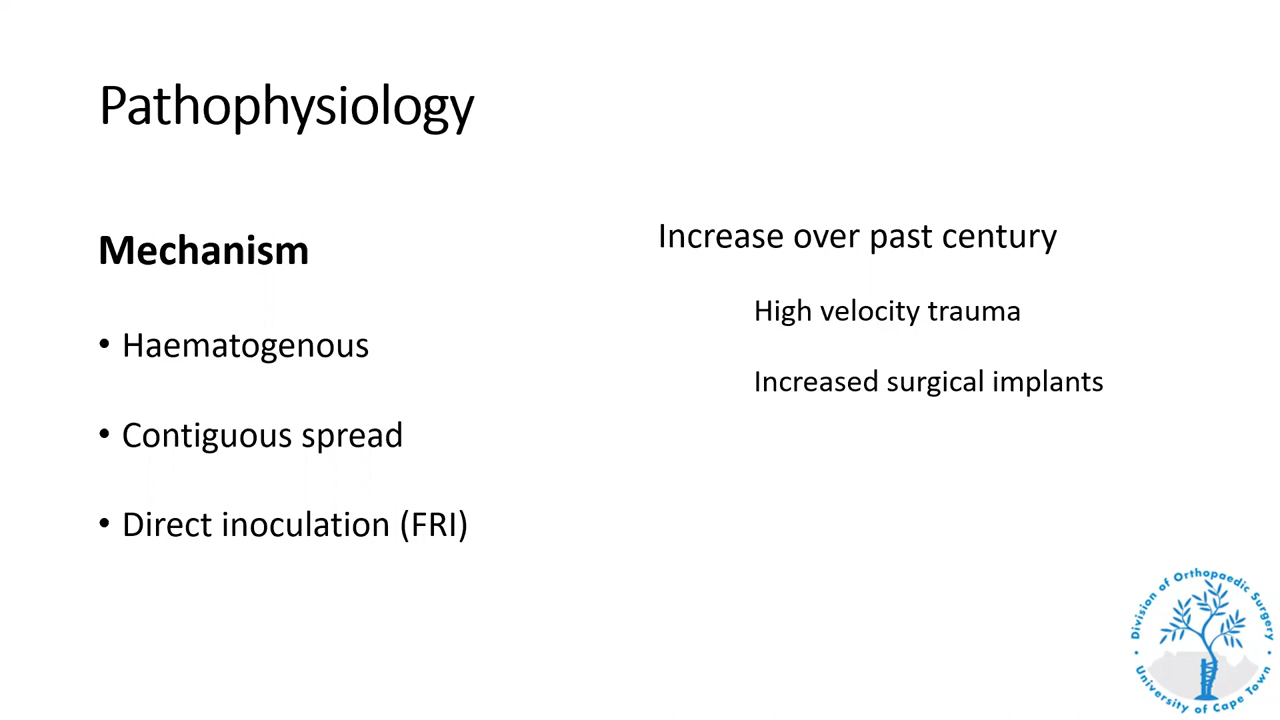 Pathophysiology
Mechanism
• Haematogenous
• Contiguous spread
• Direct inoculation (FRI)
Increase over past century
High velocity trauma
Increased surgical implants
Division of Orthopaedic Surgery
• University of Cape Town •